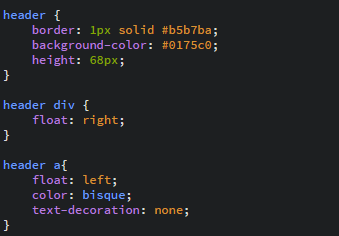 header {
    border: 1px solid #b5b7ba;
    background-color: #0175c0;
    height: 68px;
}

header div {
    float: right;
}

header a{
    float: left;
    color: bisque;
    text-decoration: none;
}